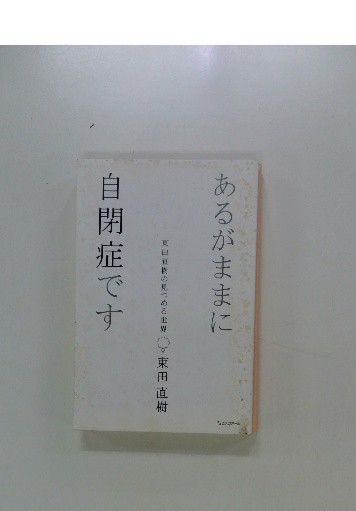 あるがままに
自閉症です
東田直樹の見つめる世界
東田直樹